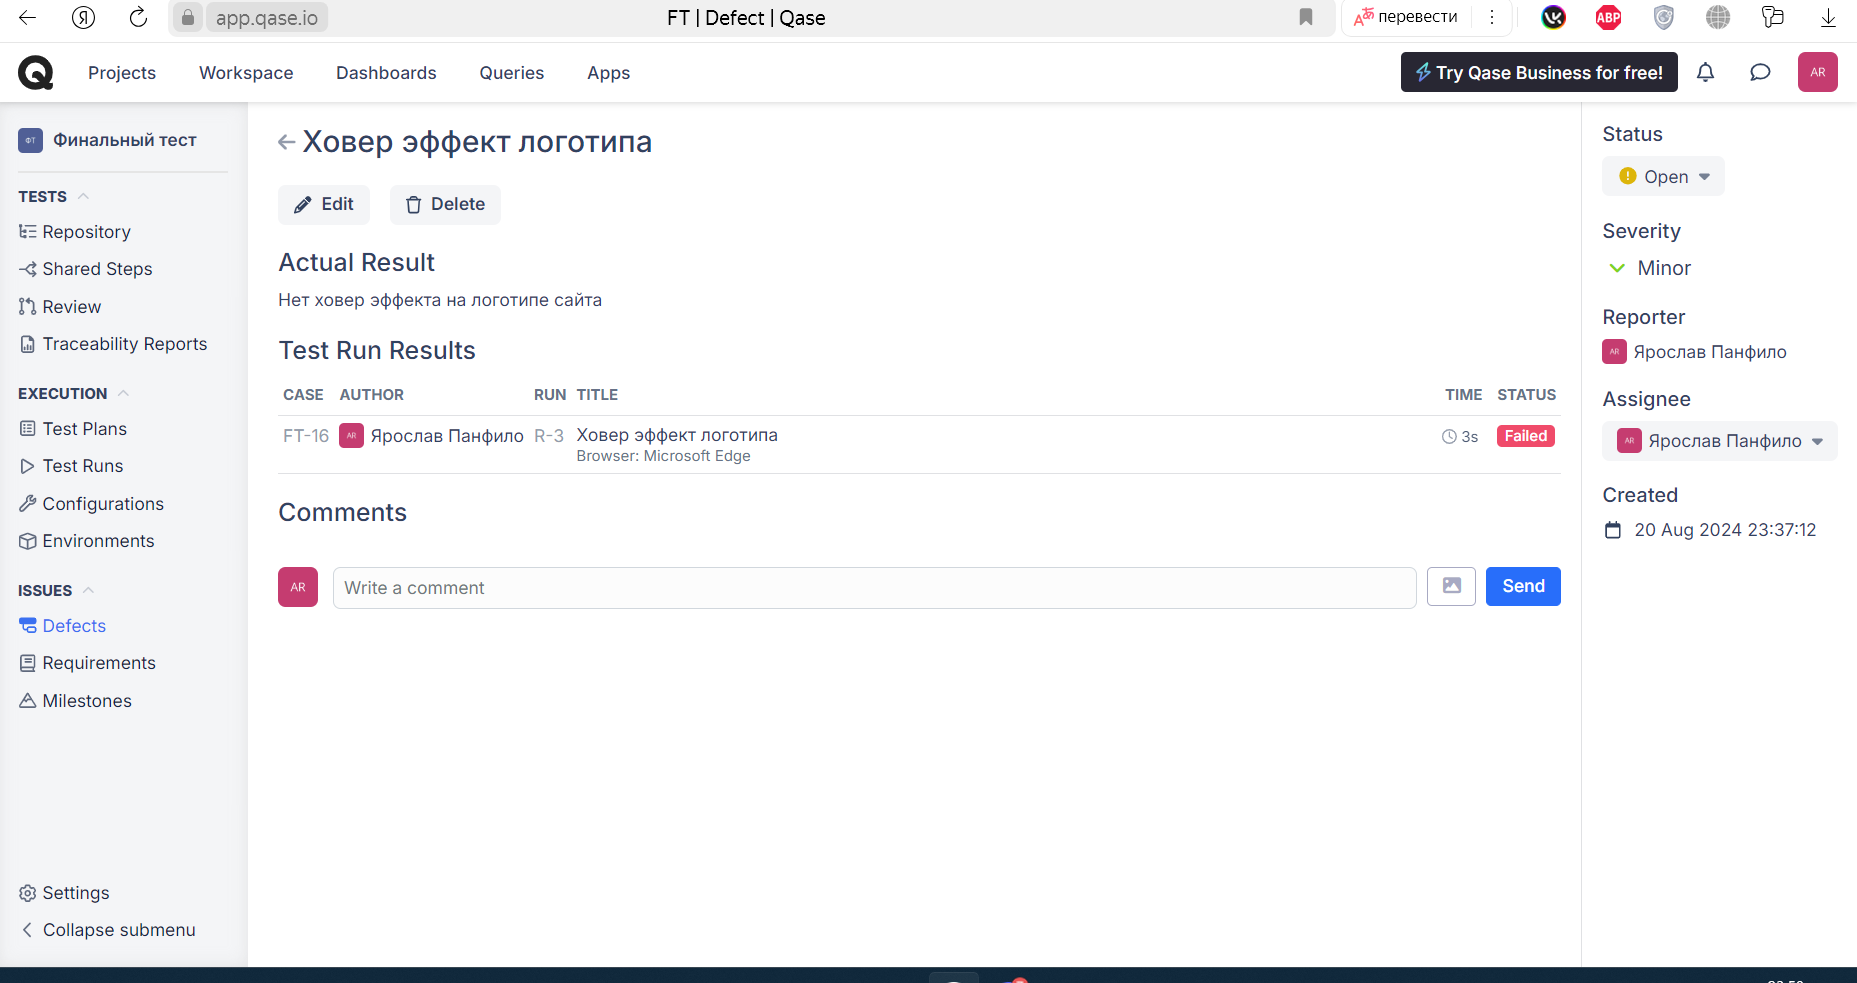 app.qase.io
FT | Defect | Qase
перевести
ABP
Projects
Workspace
Dashboards
Queries
Apps
Try Qase Business for free!
AR
ФТ
Финальный тест
TESTS
Repository
Shared Steps
Review
Traceability Reports
EXECUTION
Test Plans
Test Runs
Configurations
Environments
ISSUES
Defects
Requirements
Milestones
Settings
Collapse submenu
Ховер эффект логотипа
Edit
Delete
Actual Result
Нет ховер эффекта на логотипе сайта
Test Run Results
CASE AUTHOR RUN TITLE TIME STATUS
FT-16 AR Ярослав Панфило R-3 Ховер эффект логотипа 3s Failed
Browser: Microsoft Edge
Comments
AR
Write a comment
Send
Status
Open
Severity
Minor
Reporter
AR Ярослав Панфило
Assignee
AR Ярослав Панфило
Created
20 Aug 2024 23:37:12